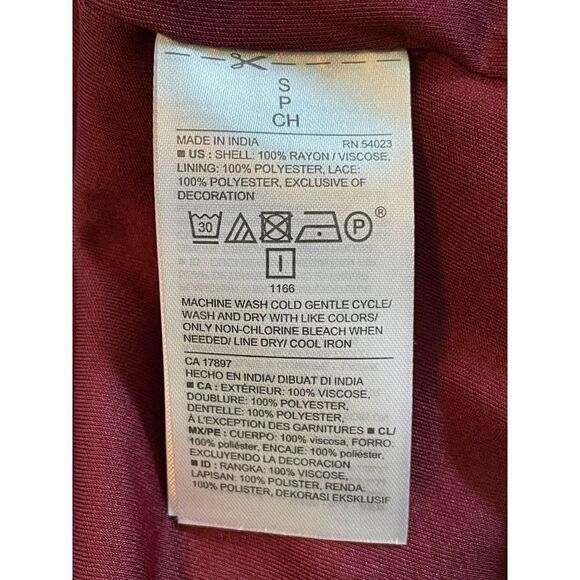 S
P
CH
MADE IN INDIA RN 54023
■ US : SHELL: 100% RAYON / VISCOSE,
LINING: 100% POLYESTER, LACE:
100% POLYESTER, EXCLUSIVE OF
DECORATION
30 P ®
1166
MACHINE WASH COLD GENTLE CYCLE/
WASH AND DRY WITH LIKE COLORS/
ONLY NON-CHLORINE BLEACH WHEN
NEEDED/ LINE DRY/ COOL IRON
CA 17897
HECHO EN INDIA/ DIBUAT DI INDIA
■ CA : EXTÉRIEUR: 100% VISCOSE,
DOUBLURE: 100% POLYESTER,
DENTELLE: 100% POLYESTER,
À L'EXCEPTION DES GARNITURES ■ CL/
MX/PE : CUERPO: 100% viscosa, FORRO:
100% poliéster, ENCAJE: 100% poliéster,
EXCLUYENDO LA DECORACION
■ ID : RANGKA: 100% VISCOSE,
LAPISAN: 100% POLISTER, RENDA:
100% POLISTER, DEKORASI EKSKLUSIF